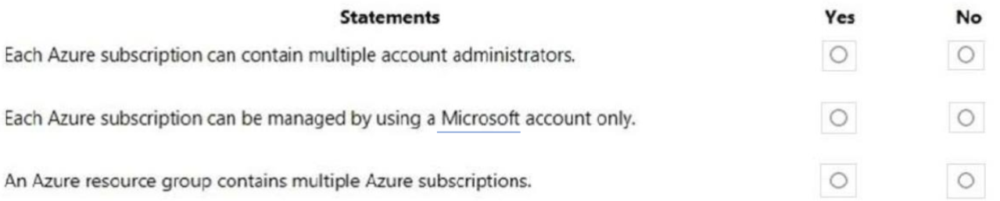 Statements Yes No
Each Azure subscription can contain multiple account administrators.
Each Azure subscription can be managed by using a Microsoft account only.
An Azure resource group contains multiple Azure subscriptions.